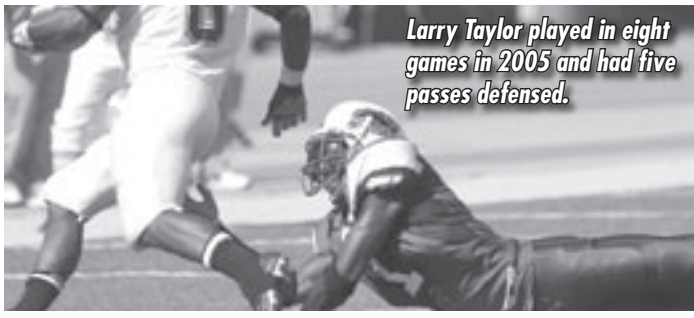 Larry Taylor played in eight
games in 2005 and had five
passes defensed.